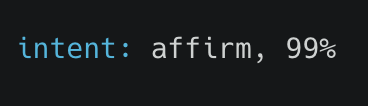 intent: affirm, 99%